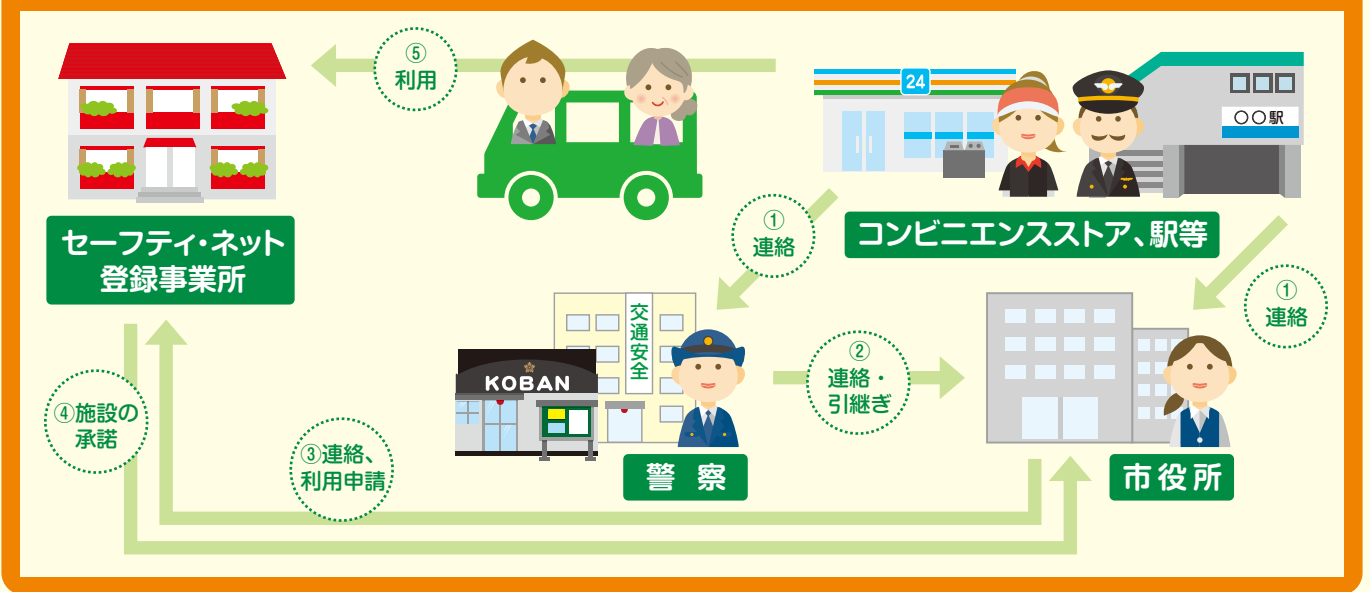 ⑤
利用
24
〇〇駅
セーフティ・ネット
登録事業所
①
連絡
コンビニエンスストア、駅等
①
連絡
交通安全
KOBAN
②
連絡・
引継ぎ
④施設の
承諾
③連絡、
利用申請
警察
市役所